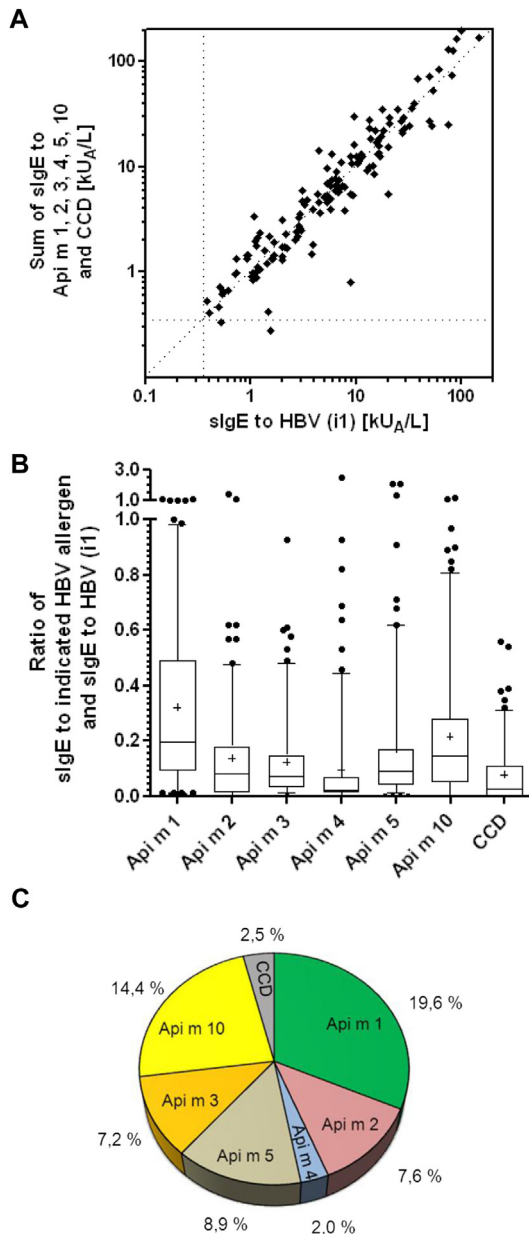 A
Sum of sIgE to
Api m 1, 2, 3, 4, 5, 10
and CCD [kUA/L]
100
10
1
0.1
1
10
100
sIgE to HBV (i1) [kUA/L]
B
Ratio of
sIgE to indicated HBV allergen
and sIgE to HBV (i1)
3.0
1.0
1.0
0.8
0.6
0.4
0.2
0.0
Api m 1
Api m 2
Api m 3
Api m 4
Api m 5
Api m 10
CCD
C
2,5 %
CCD
14,4 %
Api m 10
Api m 1
19,6 %
Api m 3
Api m 2
7,2 %
Api m 5
Api m 4
7,6 %
8,9 %
2.0 %